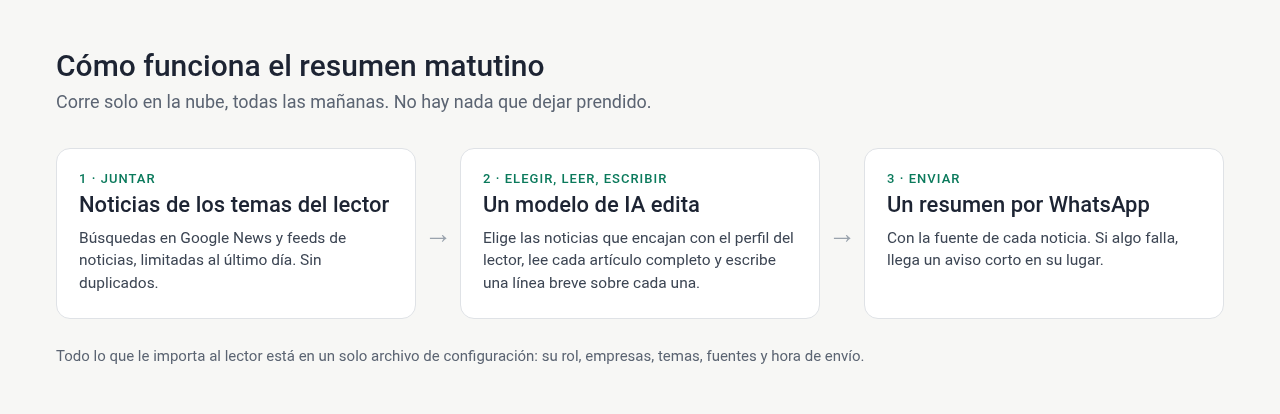 Cómo funciona el resumen matutino
Corre solo en la nube, todas las mañanas. No hay nada que dejar prendido.
1 · JUNTAR
Noticias de los temas del lector
Búsquedas en Google News y feeds de
noticias, limitadas al último día. Sin
duplicados.
→
2 · ELEGIR, LEER, ESCRIBIR
Un modelo de IA edita
Elige las noticias que encajan con el perfil del
lector, lee cada artículo completo y escribe
una línea breve sobre cada una.
→
3 · ENVIAR
Un resumen por WhatsApp
Con la fuente de cada noticia. Si algo falla,
llega un aviso corto en su lugar.
Todo lo que le importa al lector está en un solo archivo de configuración: su rol, empresas, temas, fuentes y hora de envío.